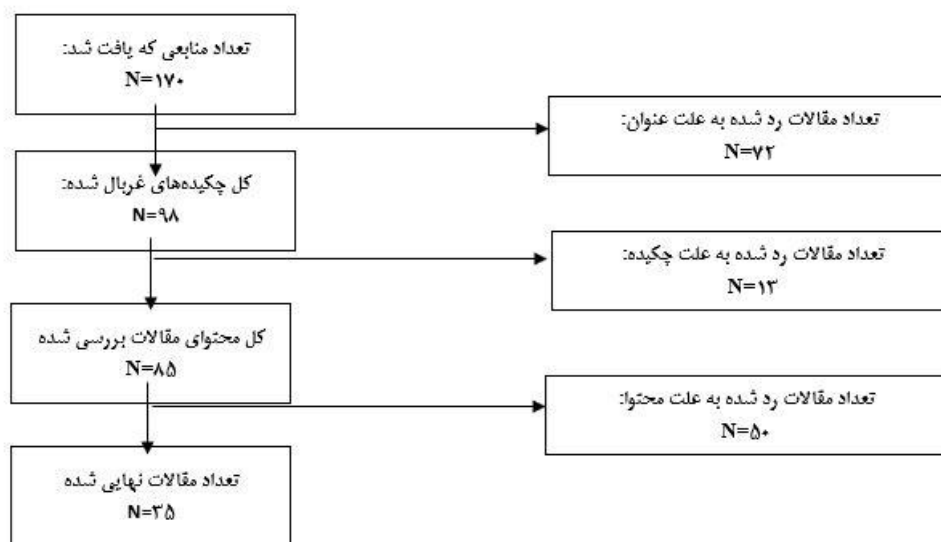 تعداد منابعی که یافت شد:
N=۱۷۰
تعداد مقالات رد شده به علت عنوان:
N=۷۲
کل چکیده‌های غربال شده:
N=۹۸
تعداد مقالات رد شده به علت چکیده:
N=۱۳
کل محتوای مقالات بررسی شده
N=۸۵
تعداد مقالات رد شده به علت محتوا:
N=۵۰
تعداد مقالات نهایی شده
N=۳۵